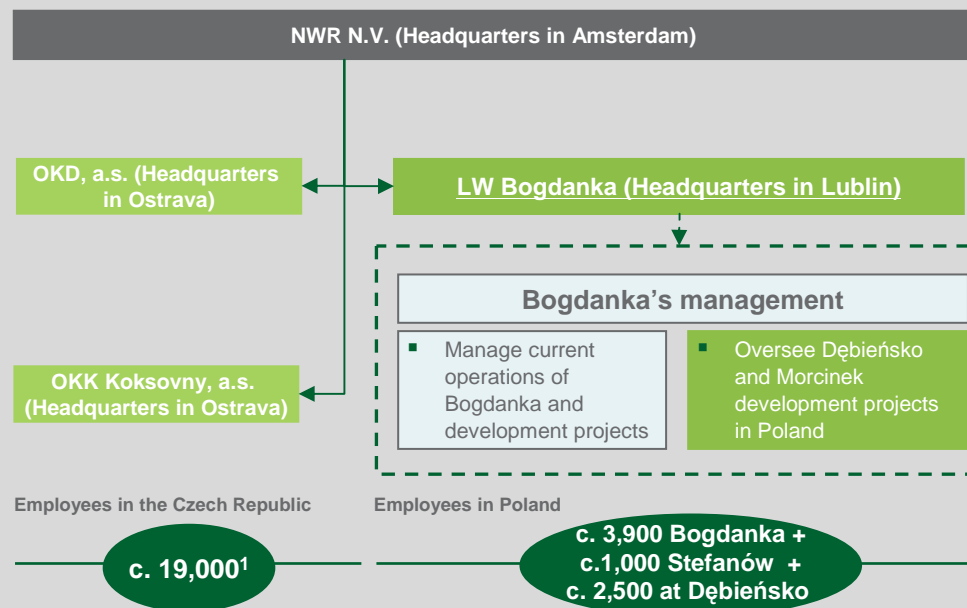 NWR N.V. (Headquarters in Amsterdam)
OKD, a.s. (Headquarters
in Ostrava)
LW Bogdanka (Headquarters in Lublin)
Bogdanka’s management
▪ Manage current
operations of
Bogdanka and
development projects
▪ Oversee Dębieńsko
and Morcinek
development projects
in Poland
OKK Koksovny, a.s.
(Headquarters in Ostrava)
Employees in the Czech Republic
c. 19,000¹
Employees in Poland
c. 3,900 Bogdanka +
c.1,000 Stefanów +
c. 2,500 at Dębieńsko